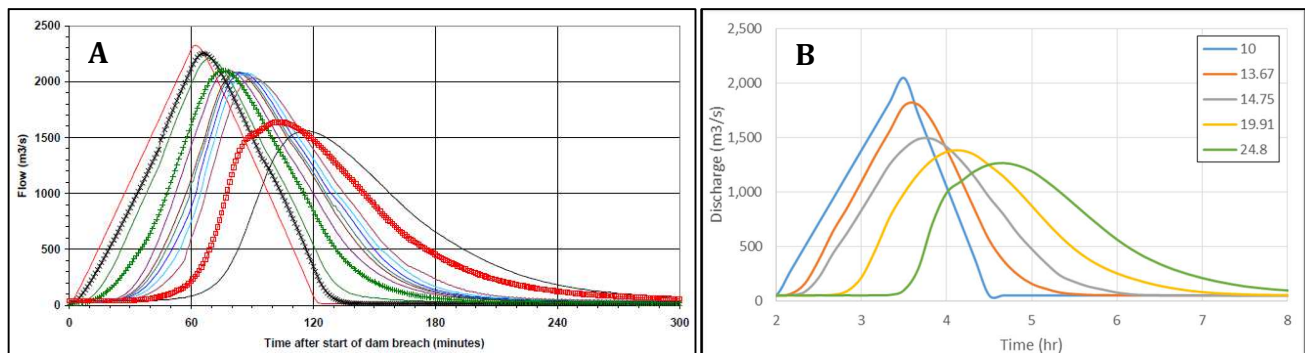 A
Flow (m3/s)
2500
2000
1500
1000
500
0
0 60 120 180 240 300
Time after start of dam breach (minutes)
B
Discharge (m3/s)
2,500
2,000
1,500
1,000
500
0
10
13.67
14.75
19.91
24.8
2 3 4 5 6 7 8
Time (hr)